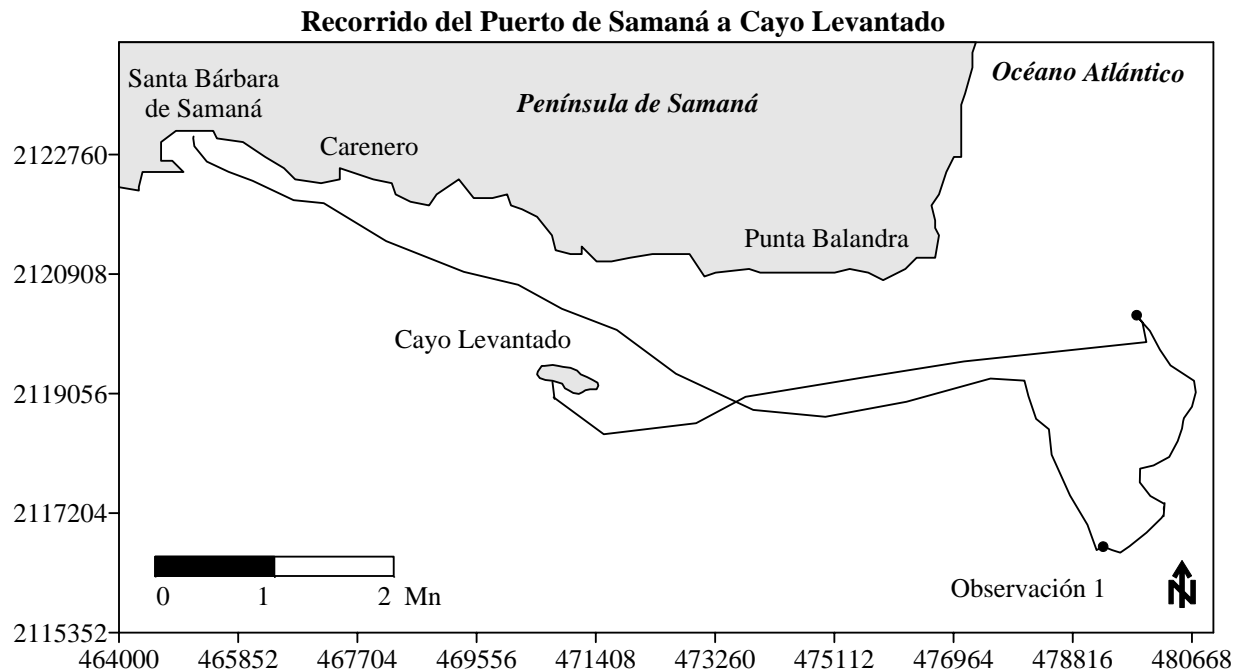 Recorrido del Puerto de Samaná a Cayo Levantado
Océano Atlántico
Santa Bárbara
de Samaná
Península de Samaná
Carenero
2122760
Punta Balandra
2120908
Cayo Levantado
2119056
2117204
0 1 2 Mn
Observación 1
N
2115352
464000 465852 467704 469556 471408 473260 475112 476964 478816 480668